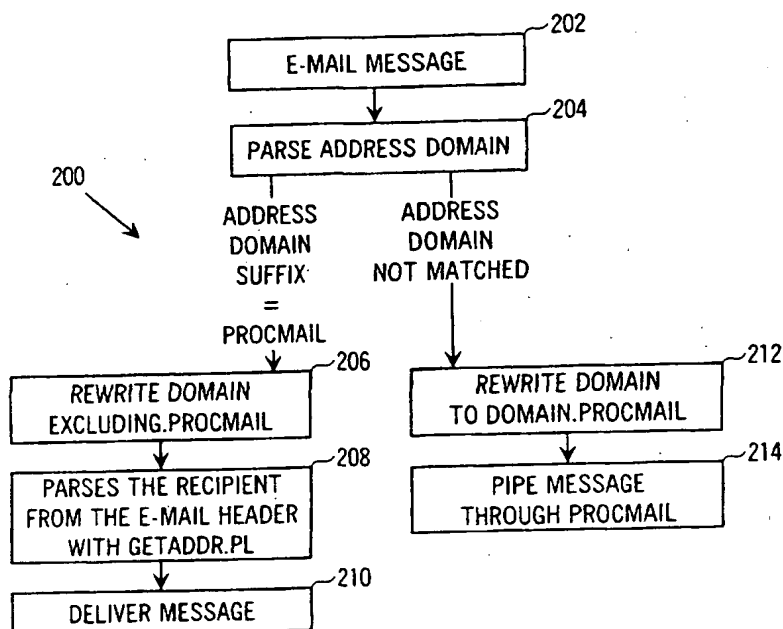 202
E-MAIL MESSAGE
204
PARSE ADDRESS DOMAIN
200
ADDRESS
DOMAIN
SUFFIX
=
PROCMAIL
ADDRESS
DOMAIN
NOT MATCHED
206
REWRITE DOMAIN
EXCLUDING.PROCMAIL
208
PARSES THE RECIPIENT
FROM THE E-MAIL HEADER
WITH GETADDR.PL
210
DELIVER MESSAGE
212
REWRITE DOMAIN
TO DOMAIN.PROCMAIL
214
PIPE MESSAGE
THROUGH PROCMAIL